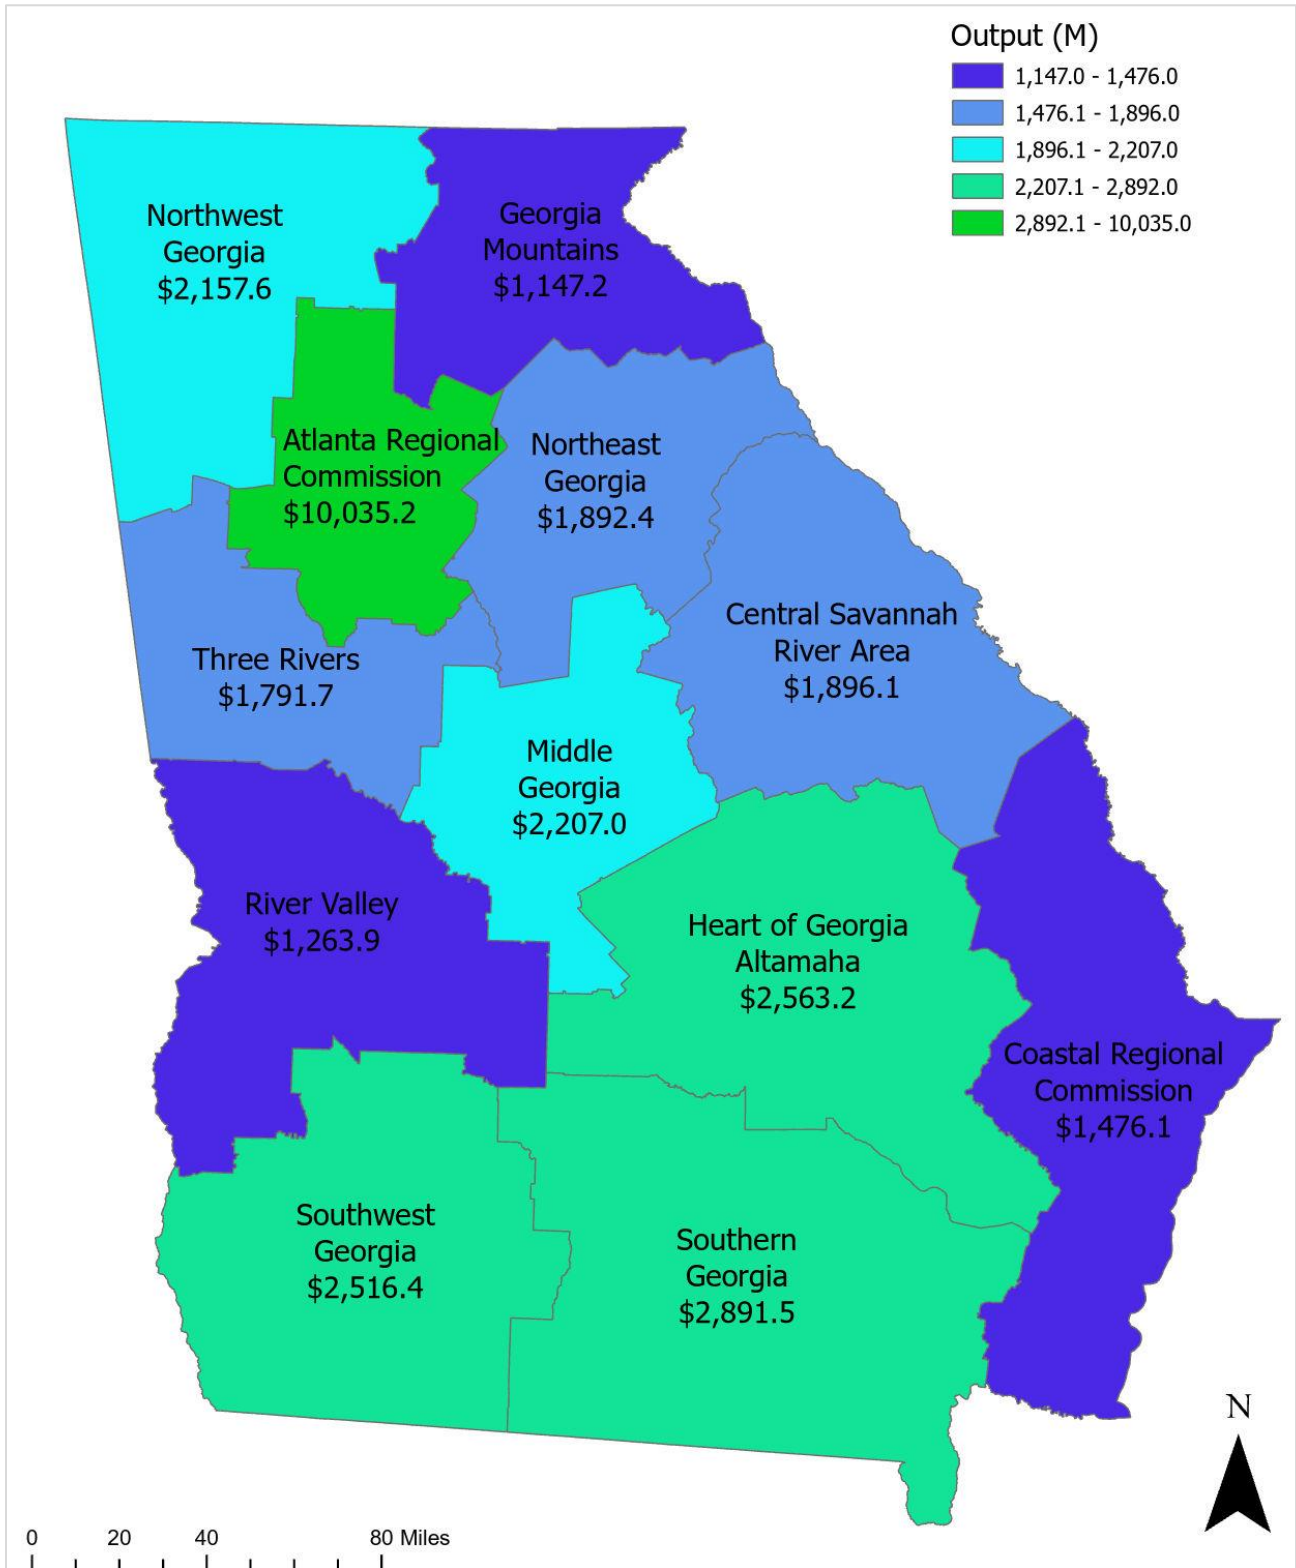 Output (M)
1,147.0 - 1,476.0
1,476.1 - 1,896.0
1,896.1 - 2,207.0
2,207.1 - 2,892.0
2,892.1 - 10,035.0
Northwest
Georgia
$2,157.6
Georgia
Mountains
$1,147.2
Atlanta Regional
Commission
$10,035.2
Northeast
Georgia
$1,892.4
Central Savannah
River Area
$1,896.1
Three Rivers
$1,791.7
Middle
Georgia
$2,207.0
River Valley
$1,263.9
Heart of Georgia
Altamaha
$2,563.2
Coastal Regional
Commission
$1,476.1
Southwest
Georgia
$2,516.4
Southern
Georgia
$2,891.5
N
0 20 40 80 Miles